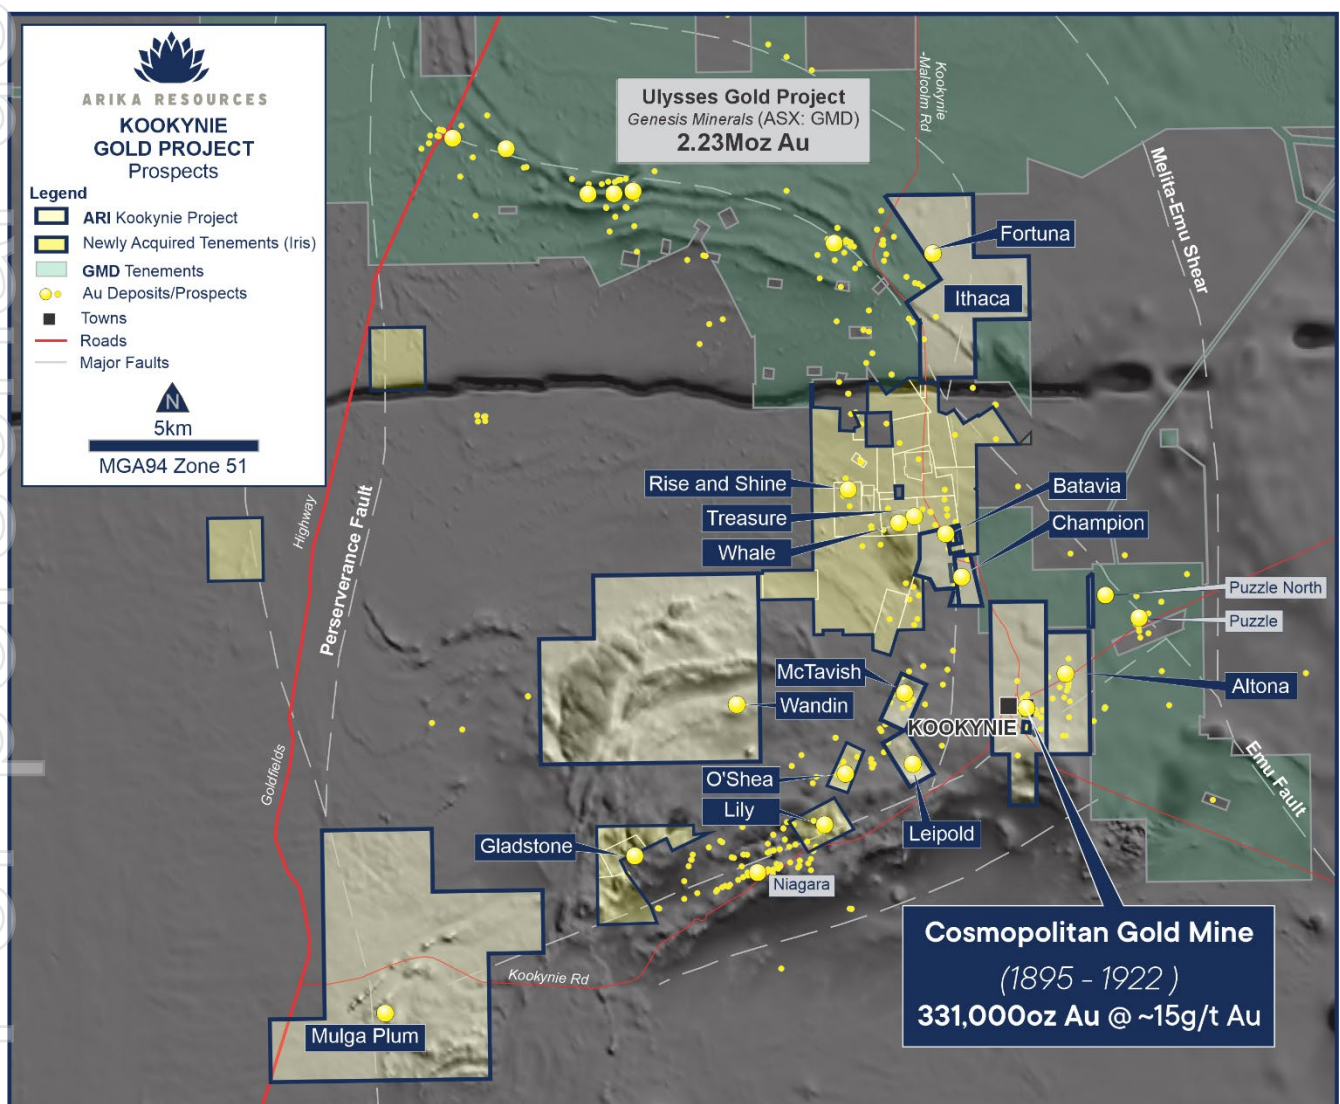 ARIKA RESOURCES
KOOKYNIE
GOLD PROJECT
Prospects
Legend
ARI Kookynie Project
Newly Acquired Tenements (Iris)
GMD Tenements
Au Deposits/Prospects
Towns
Roads
Major Faults
N
5km
MGA94 Zone 51
Ulysses Gold Project
Genesis Minerals (ASX: GMD)
2.23Moz Au
Kookynie
-Malcolm Rd
Melita-Emu Shear
Fortuna
Ithaca
Rise and Shine
Treasure
Whale
Batavia
Champion
Highway
Perserverance Fault
Puzzle North
Puzzle
McTavish
Wandin
Altona
KOOKYNIE
Goldfields
O'Shea
Lily
Leipold
Emu Fault
Gladstone
Niagara
Kookynie Rd
Mulga Plum
Cosmopolitan Gold Mine
(1895 - 1922 )
331,000oz Au @ ~15g/t Au